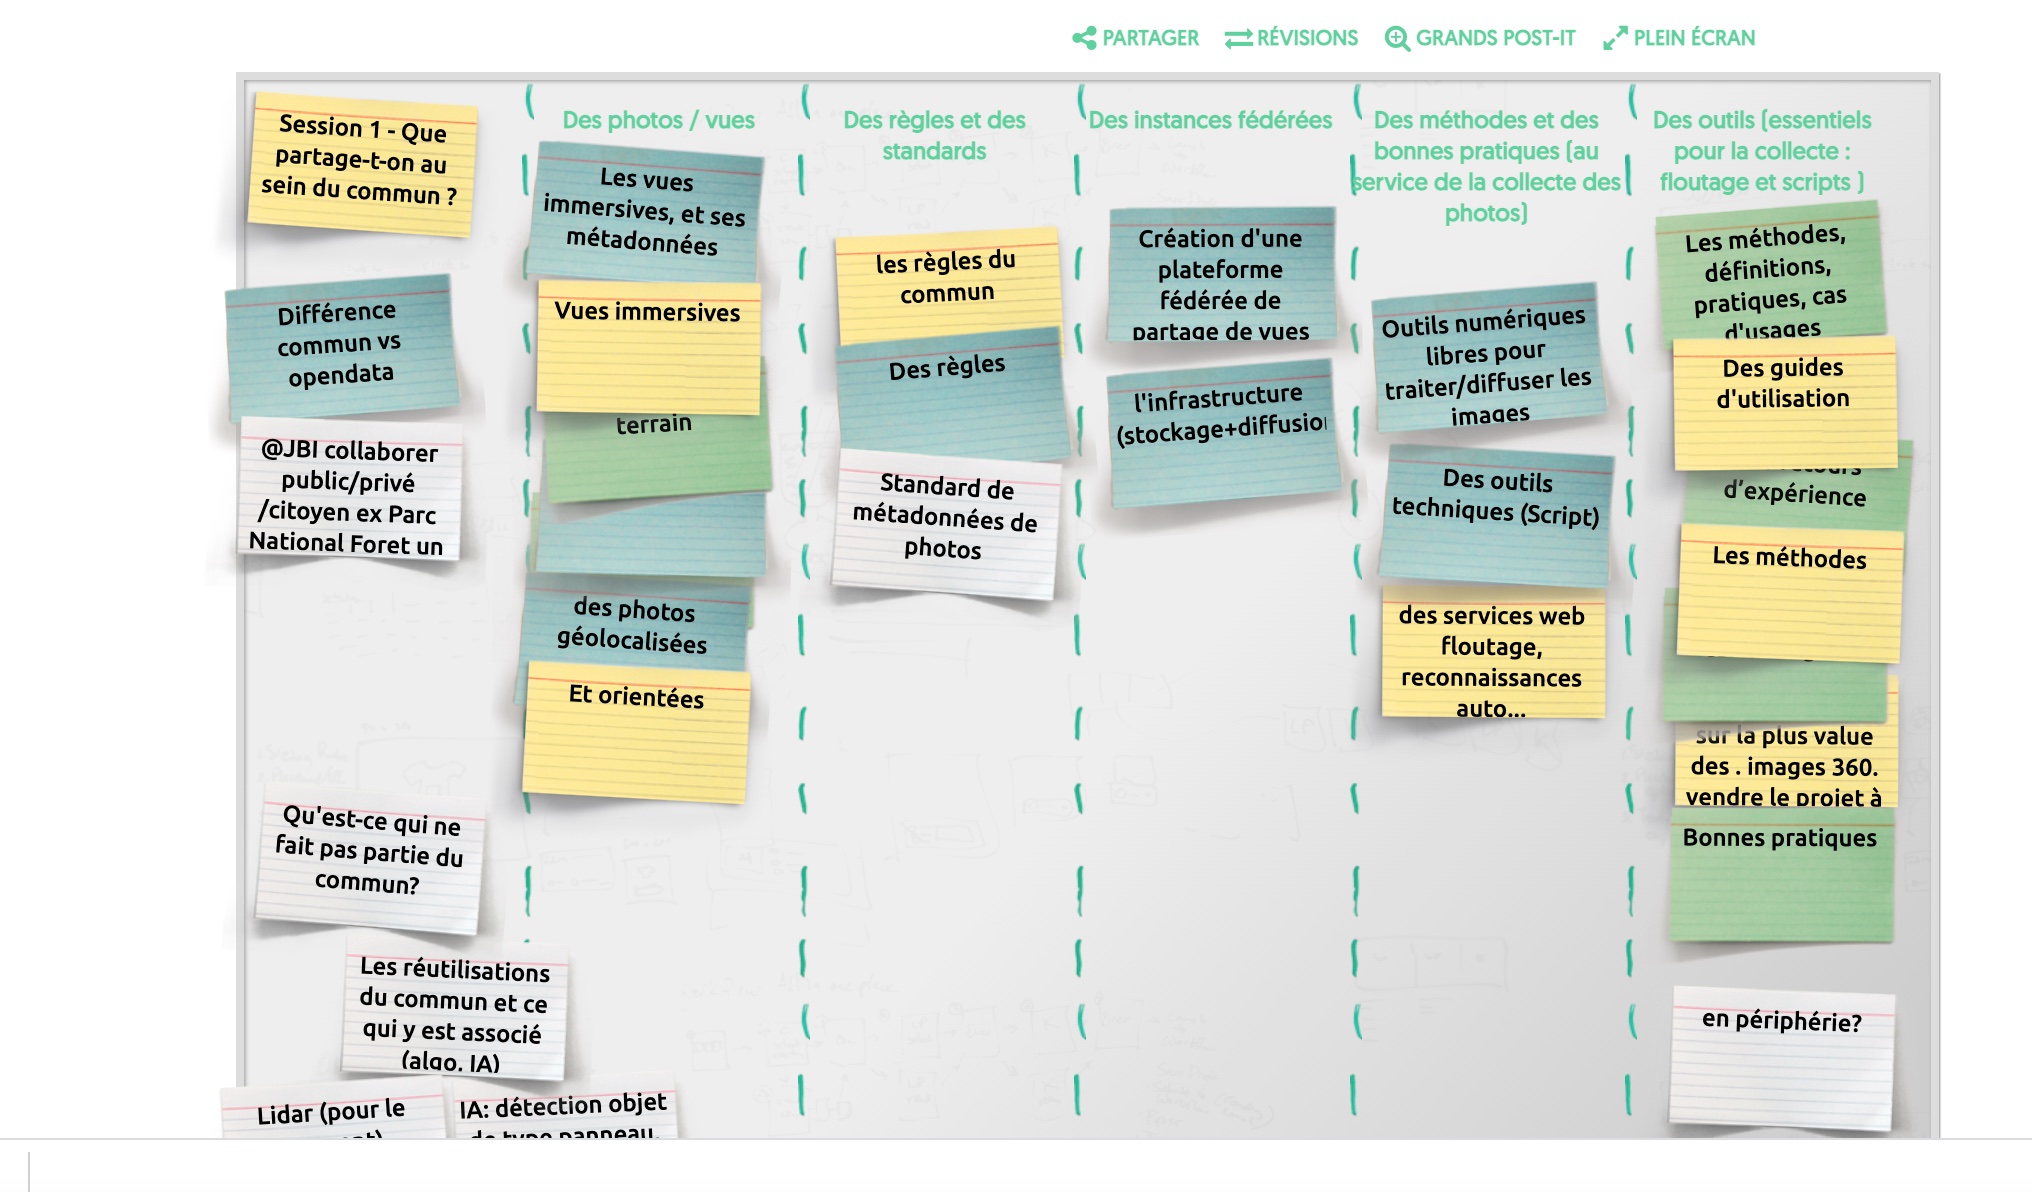 PARTAGER
RÉVISIONS
GRANDS POST-IT
PLEIN ÉCRAN
Session 1 - Que
partage-t-on au
sein du commun ?
Différence
commun vs
opendata
@JBI collaborer
public/privé
/citoyen ex Parc
National Foret un
Qu'est-ce qui ne
fait pas partie du
commun?
Les réutilisations
du commun et ce
qui y est associé
(algo, IA)
Lidar (pour le
IA: détection objet
de type panneau,
Des photos / vues
Les vues
immersives, et ses
métadonnées
Vues immersives
terrain
des photos
géolocalisées
Et orientées
Des règles et des
standards
les règles du
commun
Des règles
Standard de
métadonnées de
photos
Des instances fédérées
Création d'une
plateforme
fédérée de
partage de vues
l'infrastructure
(stockage+diffusion
Des méthodes et des
bonnes pratiques (au
service de la collecte des
photos)
Outils numériques
libres pour
traiter/diffuser les
images
Des outils
techniques (Script)
des services web
floutage,
reconnaissances
auto...
Des outils (essentiels
pour la collecte :
floutage et scripts )
Les méthodes,
définitions,
pratiques, cas
d'usages
Des guides
d'utilisation
d’expérience
Les méthodes
sur la plus value
des . images 360.
vendre le projet à
Bonnes pratiques
en périphérie?